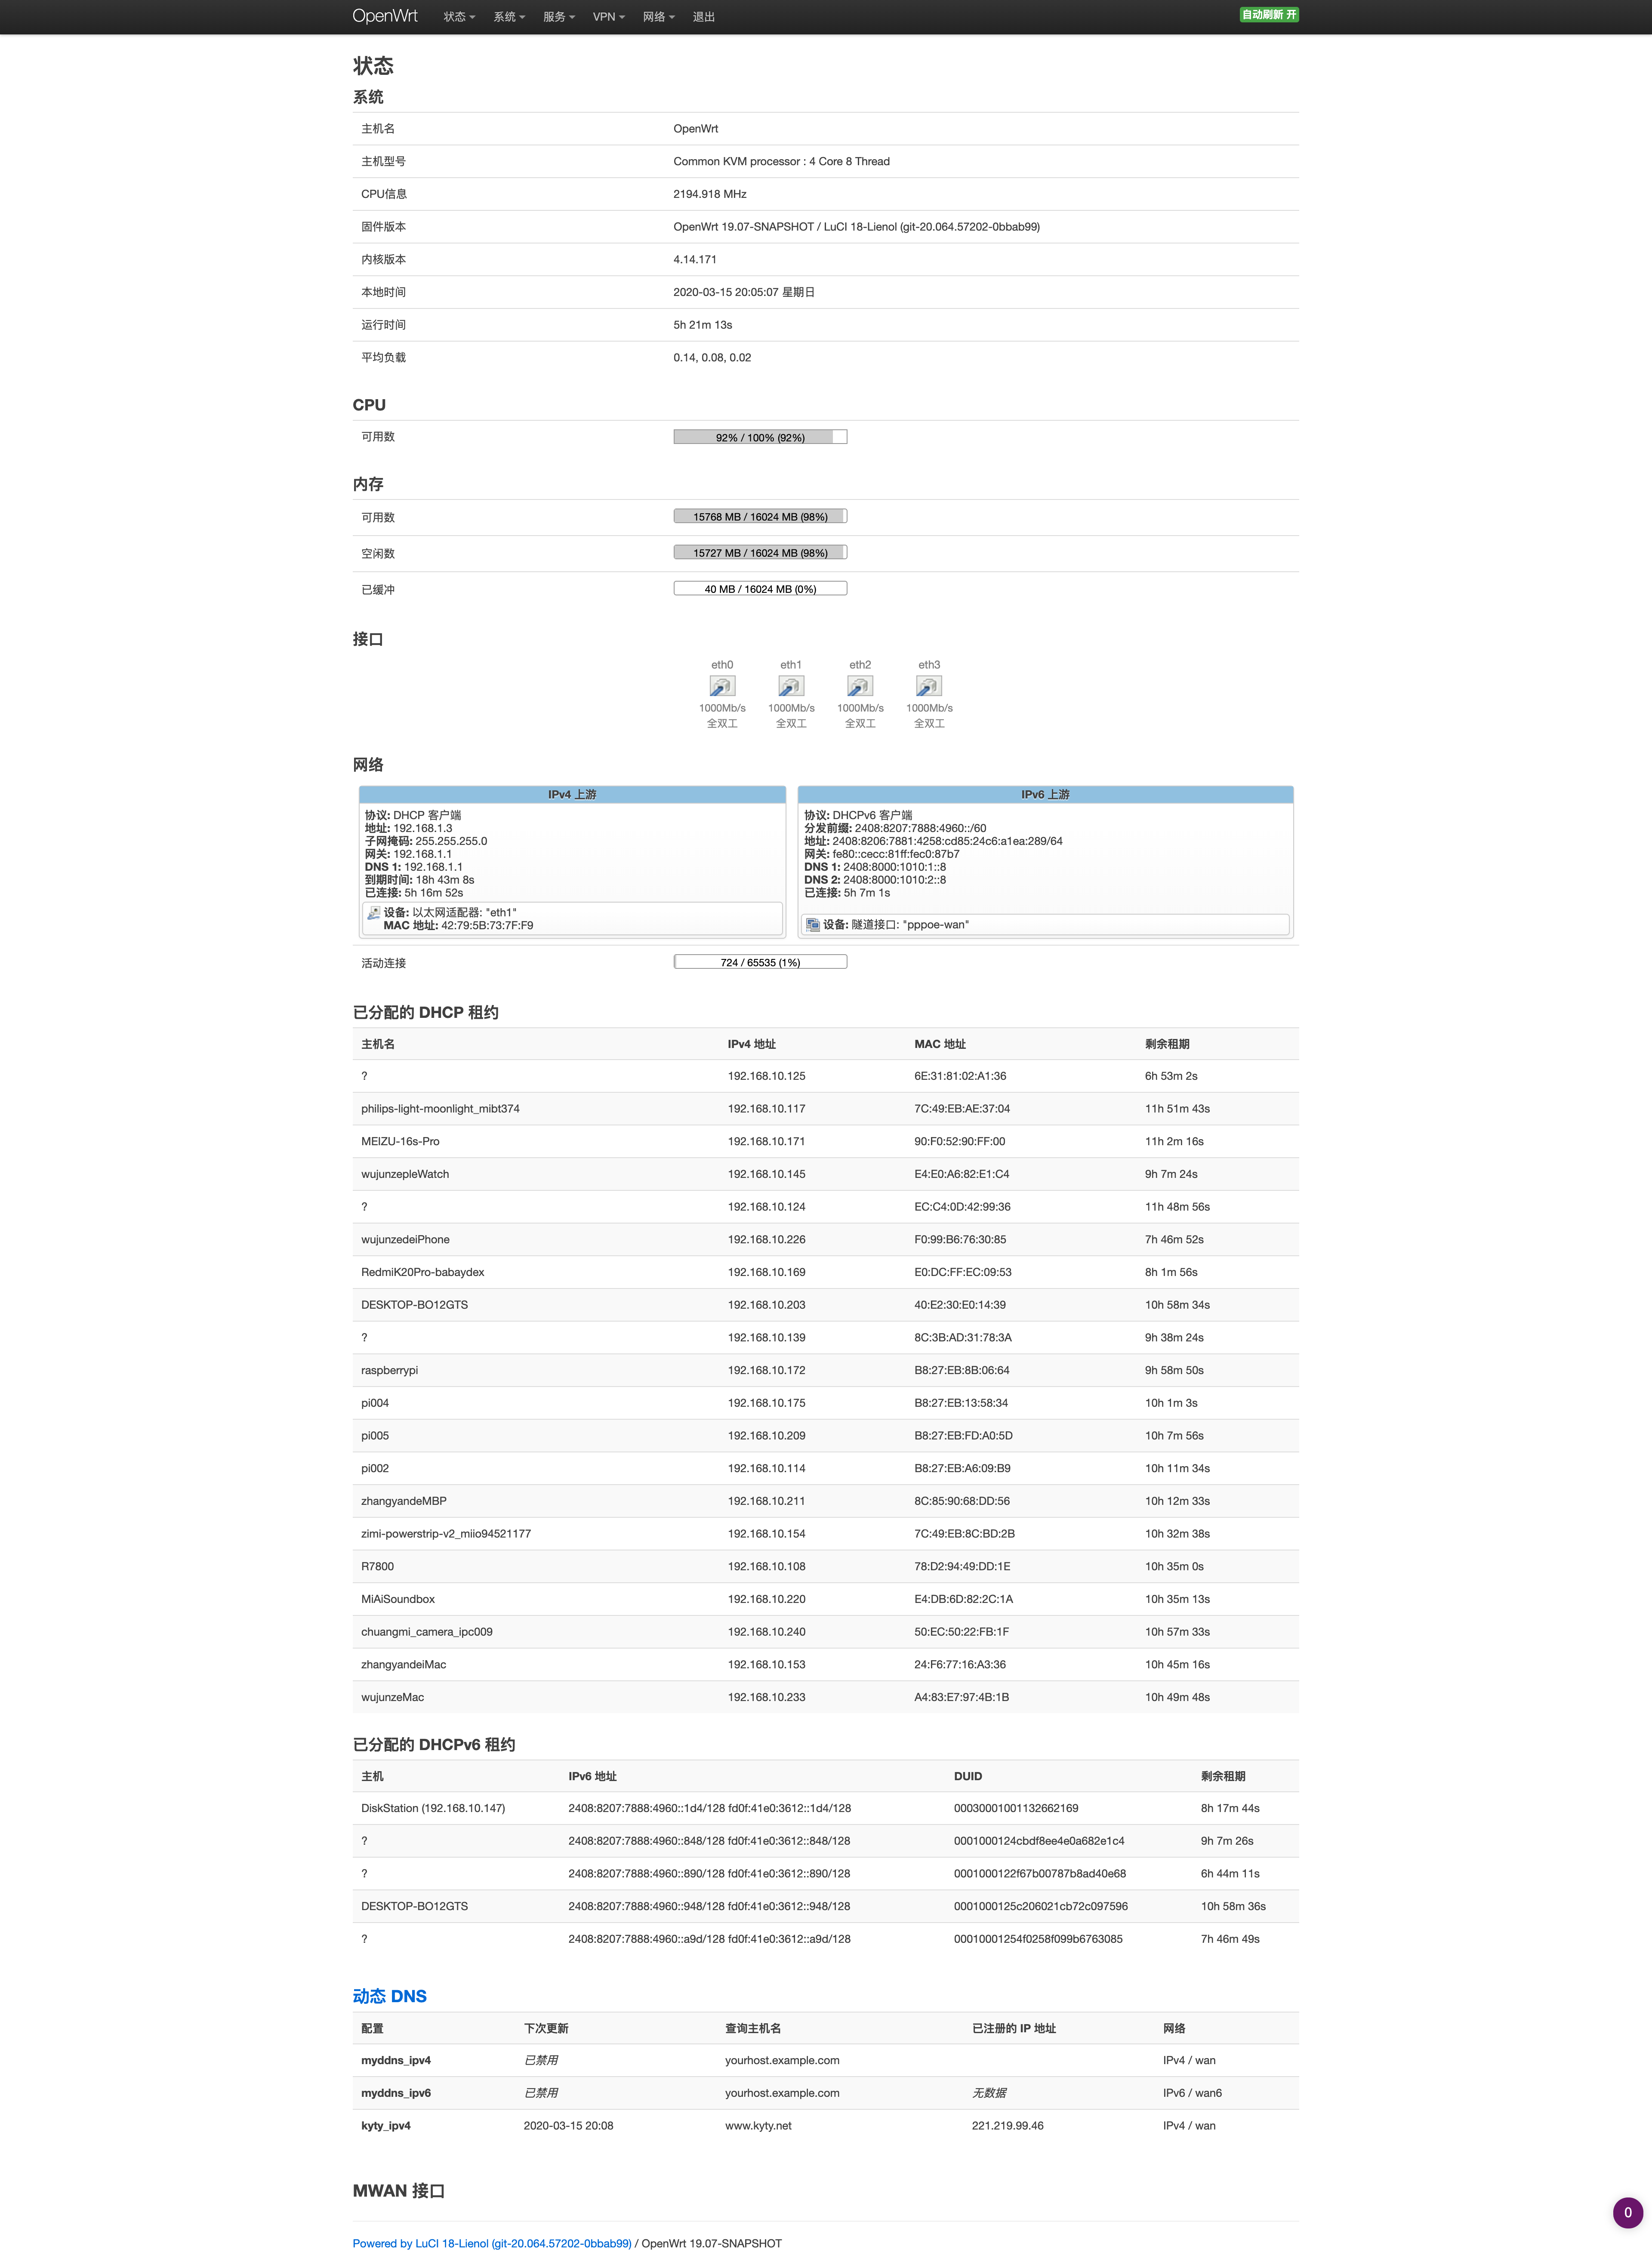 OpenWrt 状态 系统 服务 VPN 网络 退出 自动刷新 开
状态
系统
主机名 OpenWrt
主机型号 Common KVM processor : 4 Core 8 Thread
CPU信息 2194.918 MHz
固件版本 OpenWrt 19.07-SNAPSHOT / LuCI 18-Lienol (git-20.064.57202-0bbab99)
内核版本 4.14.171
本地时间 2020-03-15 20:05:07 星期日
运行时间 5h 21m 13s
平均负载 0.14, 0.08, 0.02
CPU
可用数 92% / 100% (92%)
内存
可用数 15768 MB / 16024 MB (98%)
空闲数 15727 MB / 16024 MB (98%)
已缓冲 40 MB / 16024 MB (0%)
接口
eth0 eth1 eth2 eth3
1000Mb/s 1000Mb/s 1000Mb/s 1000Mb/s
全双工 全双工 全双工 全双工
网络
IPv4 上游
协议: DHCP 客户端
地址: 192.168.1.3
子网掩码: 255.255.255.0
网关: 192.168.1.1
DNS 1: 192.168.1.1
到期时间: 18h 43m 8s
已连接: 5h 16m 52s
设备: 以太网适配器: "eth1"
MAC 地址: 42:79:5B:73:7F:F9
IPv6 上游
协议: DHCPv6 客户端
分发前缀: 2408:8207:7888:4960::/60
地址: 2408:8206:7881:4258:cd85:24c6:a1ea:289/64
网关: fe80::cecc:81ff:fec0:87b7
DNS 1: 2408:8000:1010:1::8
DNS 2: 2408:8000:1010:2::8
已连接: 5h 7m 1s
设备: 隧道接口: "pppoe-wan"
活动连接 724 / 65535 (1%)
已分配的 DHCP 租约
主机名 IPv4 地址 MAC 地址 剩余租期
? 192.168.10.125 6E:31:81:02:A1:36 6h 53m 2s
philips-light-moonlight_mibt374 192.168.10.117 7C:49:EB:AE:37:04 11h 51m 43s
MEIZU-16s-Pro 192.168.10.171 90:F0:52:90:FF:00 11h 2m 16s
wujunzepleWatch 192.168.10.145 E4:E0:A6:82:E1:C4 9h 7m 24s
? 192.168.10.124 EC:C4:0D:42:99:36 11h 48m 56s
wujunzedeiPhone 192.168.10.226 F0:99:B6:76:30:85 7h 46m 52s
RedmiK20Pro-babaydex 192.168.10.169 E0:DC:FF:EC:09:53 8h 1m 56s
DESKTOP-BO12GTS 192.168.10.203 40:E2:30:E0:14:39 10h 58m 34s
? 192.168.10.139 8C:3B:AD:31:78:3A 9h 38m 24s
raspberrypi 192.168.10.172 B8:27:EB:8B:06:64 9h 58m 50s
pi004 192.168.10.175 B8:27:EB:13:58:34 10h 1m 3s
pi005 192.168.10.209 B8:27:EB:FD:A0:5D 10h 7m 56s
pi002 192.168.10.114 B8:27:EB:A6:09:B9 10h 11m 34s
zhangyandeMBP 192.168.10.211 8C:85:90:68:DD:56 10h 12m 33s
zimi-powerstrip-v2_miio94521177 192.168.10.154 7C:49:EB:8C:BD:2B 10h 32m 38s
R7800 192.168.10.108 78:D2:94:49:DD:1E 10h 35m 0s
MiAiSoundbox 192.168.10.220 E4:DB:6D:82:2C:1A 10h 35m 13s
chuangmi_camera_ipc009 192.168.10.240 50:EC:50:22:FB:1F 10h 57m 33s
zhangyandeiMac 192.168.10.153 24:F6:77:16:A3:36 10h 45m 16s
wujunzeMac 192.168.10.233 A4:83:E7:97:4B:1B 10h 49m 48s
已分配的 DHCPv6 租约
主机 IPv6 地址 DUID 剩余租期
DiskStation (192.168.10.147) 2408:8207:7888:4960::1d4/128 fd0f:41e0:3612::1d4/128 00030001001132662169 8h 17m 44s
? 2408:8207:7888:4960::848/128 fd0f:41e0:3612::848/128 0001000124cbdf8ee4e0a682e1c4 9h 7m 26s
? 2408:8207:7888:4960::890/128 fd0f:41e0:3612::890/128 0001000122f67b00787b8ad40e68 6h 44m 11s
DESKTOP-BO12GTS 2408:8207:7888:4960::948/128 fd0f:41e0:3612::948/128 0001000125c206021cb72c097596 10h 58m 36s
? 2408:8207:7888:4960::a9d/128 fd0f:41e0:3612::a9d/128 00010001254f0258f099b6763085 7h 46m 49s
动态 DNS
配置 下次更新 查询主机名 已注册的 IP 地址 网络
myddns_ipv4 已禁用 yourhost.example.com IPv4 / wan
myddns_ipv6 已禁用 yourhost.example.com 无数据 IPv6 / wan6
kyty_ipv4 2020-03-15 20:08 www.kyty.net 221.219.99.46 IPv4 / wan
MWAN 接口
0
Powered by LuCI 18-Lienol (git-20.064.57202-0bbab99) / OpenWrt 19.07-SNAPSHOT